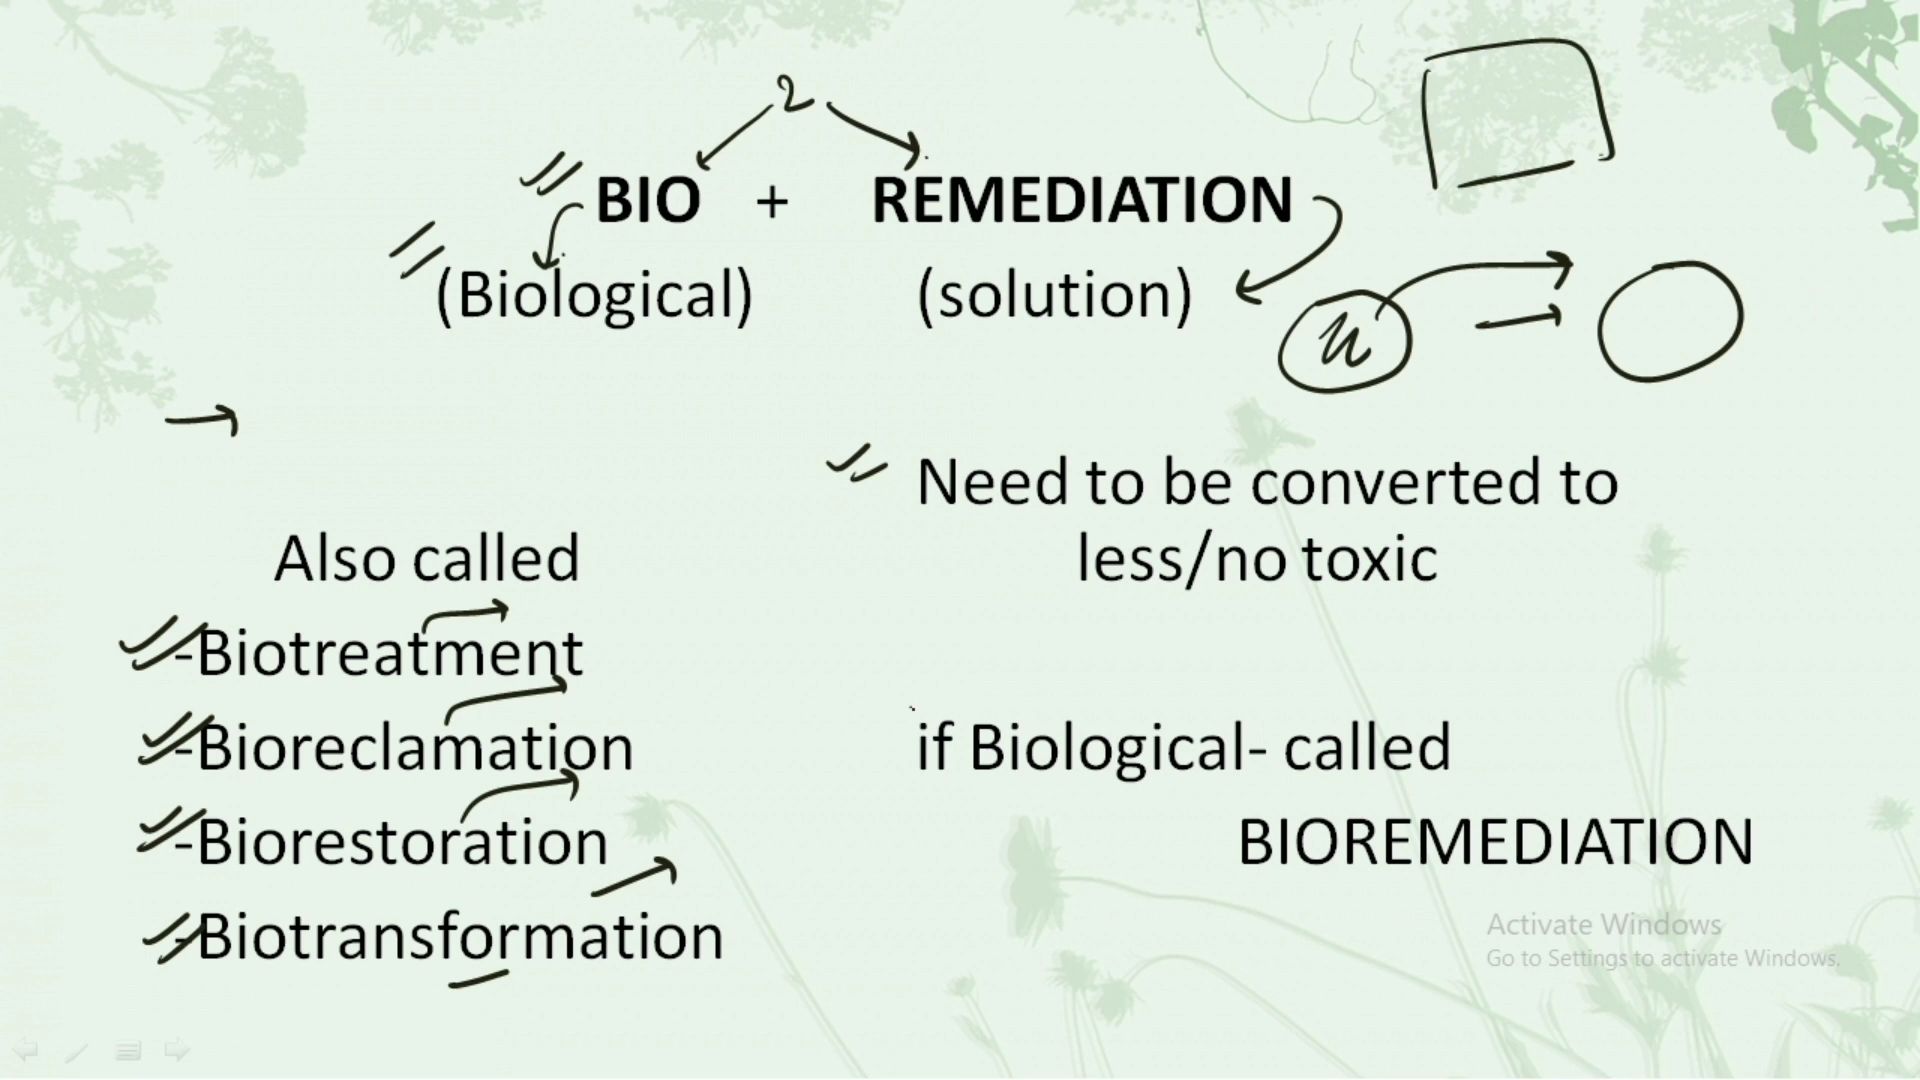 2
BIO + REMEDIATION
(Biological) (solution)
Need to be converted to
less/no toxic
Also called
-Biotreatment
-Bioreclamation
-Biorestoration
-Biotransformation
if Biological- called
BIOREMEDIATION
Activate Windows
Go to Settings to activate Windows.